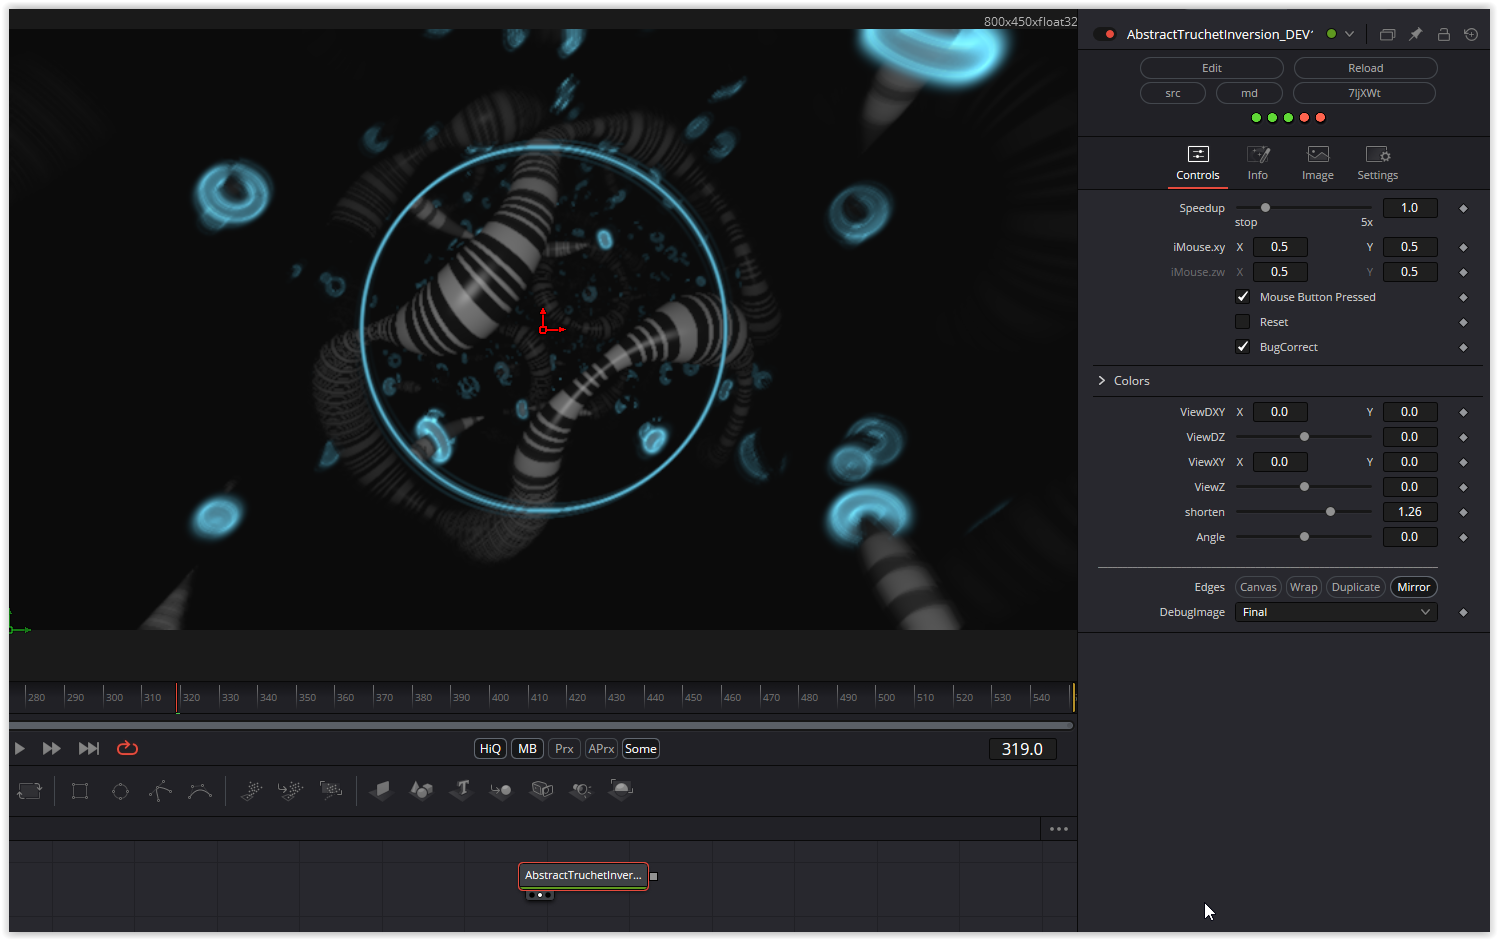 800x450xfloat32
AbstractTruchetInversion_DEV
Edit Reload
src md 7ljXWt
Controls Info Image Settings
Speedup 1.0
stop 5x
iMouse.xy X 0.5 Y 0.5
iMouse.zw X 0.5 Y 0.5
Mouse Button Pressed
Reset
BugCorrect
Colors
ViewDXY X 0.0 Y 0.0
ViewDZ 0.0
ViewXY X 0.0 Y 0.0
ViewZ 0.0
shorten 1.26
Angle 0.0
Edges Canvas Wrap Duplicate Mirror
DebugImage Final
280 290 300 310 320 330 340 350 360 370 380 390 400 410 420 430 440 450 460 470 480 490 500 510 520 530 540
HiQ MB Prx APrx Some 319.0
AbstractTruchetInver...